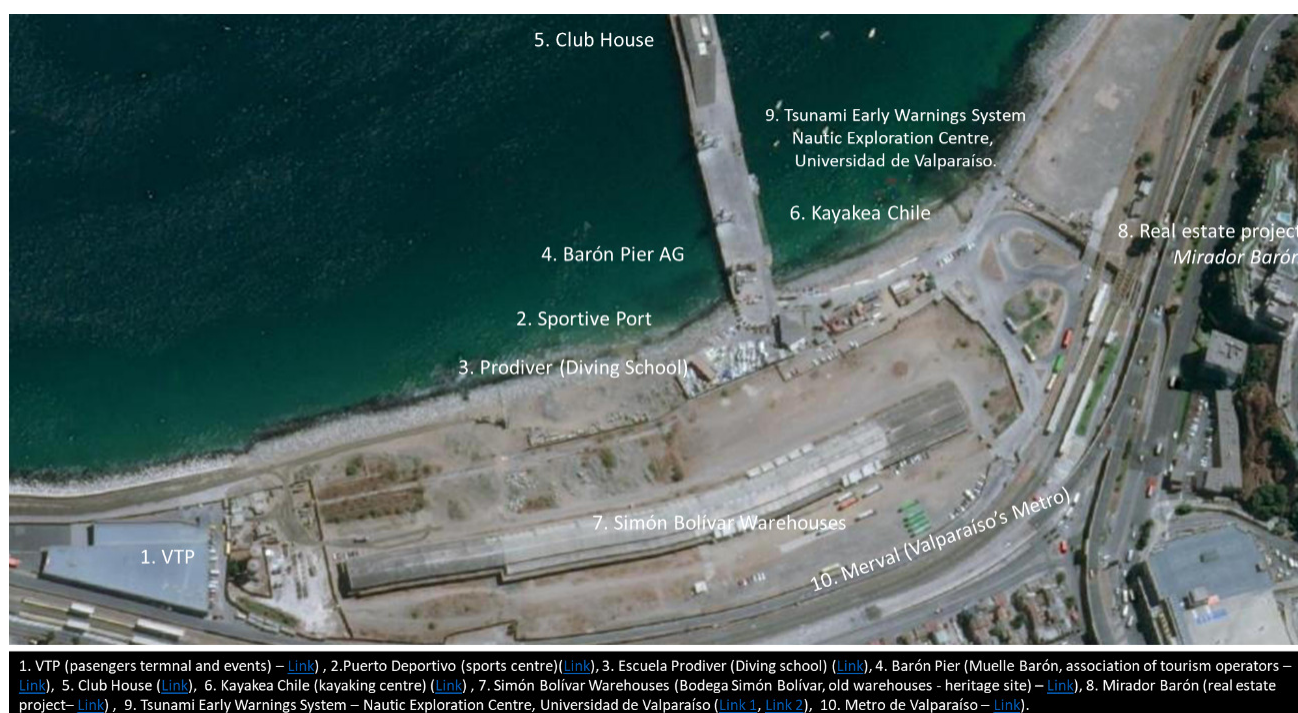 5. Club House
9. Tsunami Early Warnings System
Nautic Exploration Centre,
Universidad de Valparaíso.
6. Kayakea Chile
8. Real estate project
Mirador Barón
4. Barón Pier AG
2. Sportive Port
3. Prodiver (Diving School)
7. Simón Bolívar Warehouses
10. Merval (Valparaíso's Metro)
1. VTP
1. VTP (pasengers termnal and events) – Link) , 2.Puerto Deportivo (sports centre)(Link), 3. Escuela Prodiver (Diving school) (Link), 4. Barón Pier (Muelle Barón, association of tourism operators –
Link), 5. Club House (Link), 6. Kayakea Chile (kayaking centre) (Link) , 7. Simón Bolívar Warehouses (Bodega Simón Bolívar, old warehouses - heritage site) – Link), 8. Mirador Barón (real estate
project– Link) , 9. Tsunami Early Warnings System – Nautic Exploration Centre, Universidad de Valparaíso (Link 1, Link 2), 10. Metro de Valparaíso – Link).